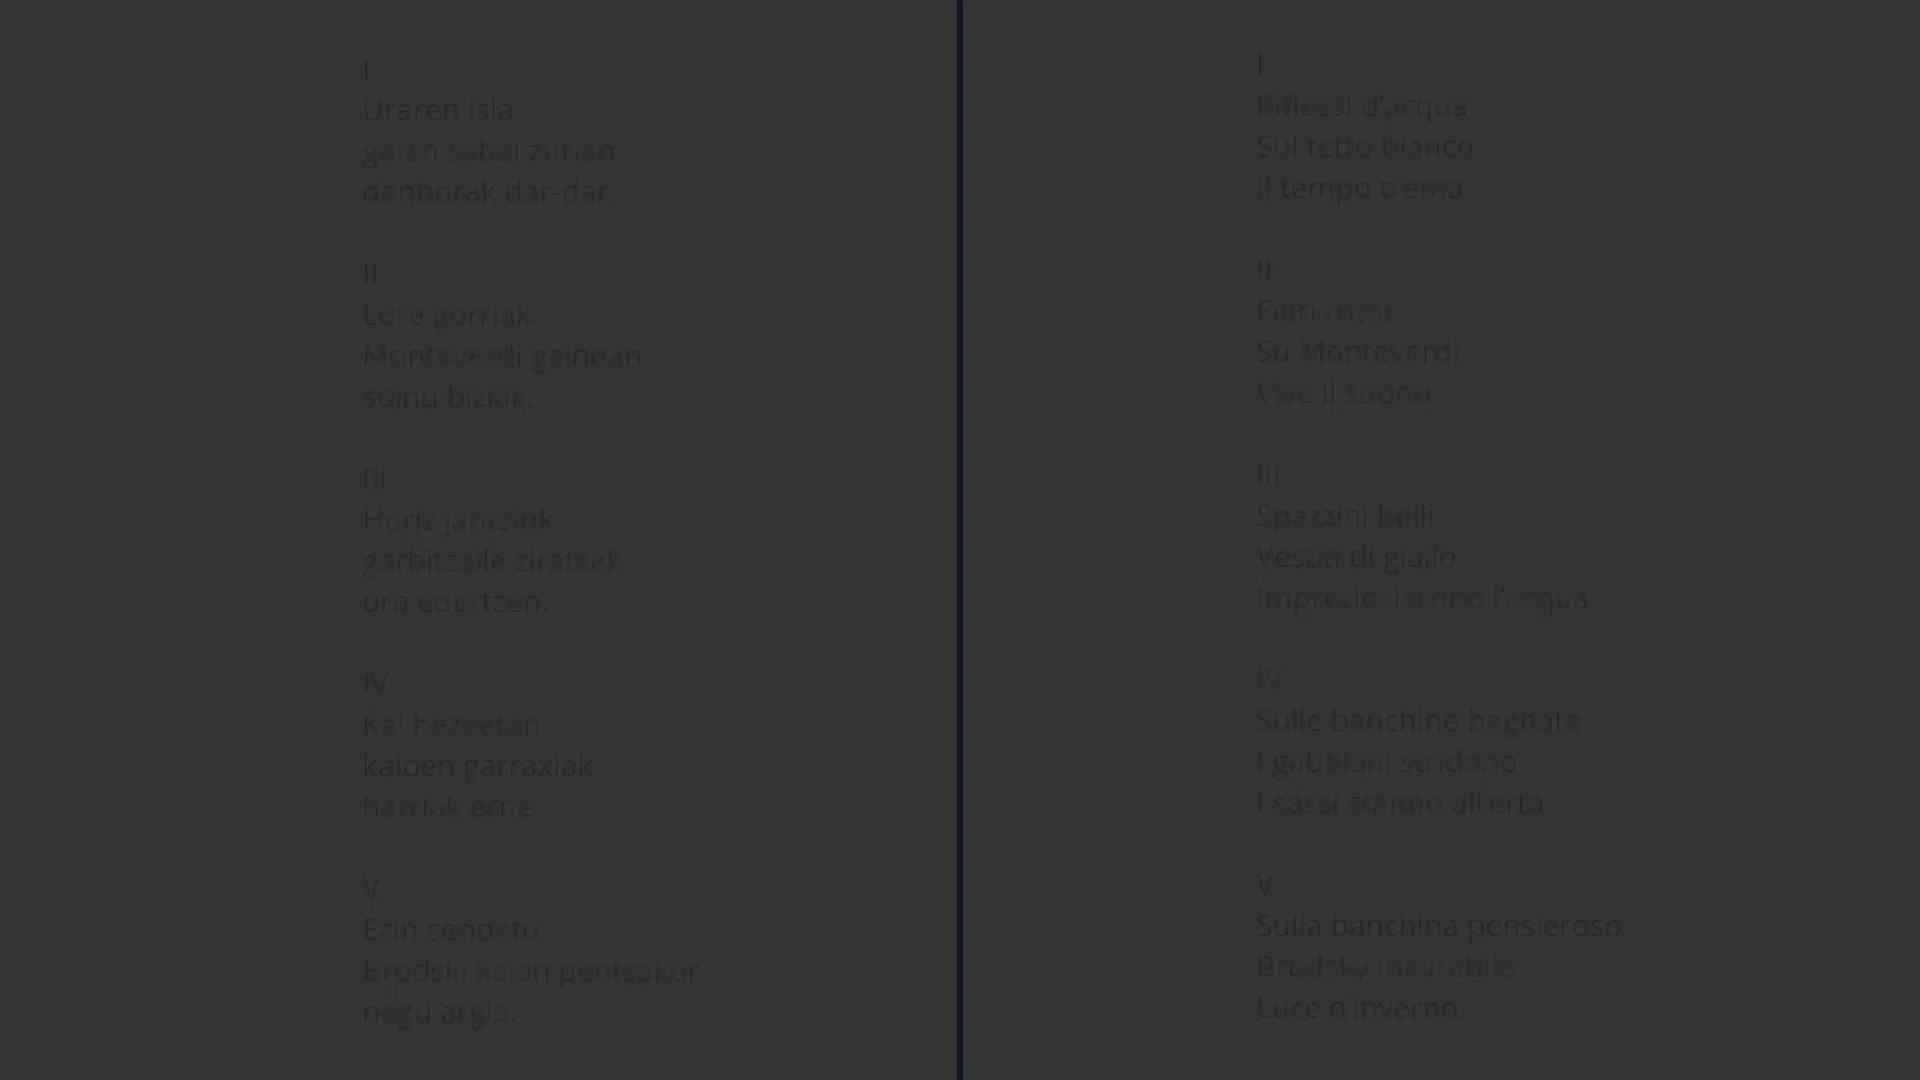 I
Uraren isla
goian sabai zurian
denborak dar-dar.
II
Lore gorriak
Monteverdi gainean
soinu biziak.
III
Horiz jantzirik
garbitzaile ziratsek
ura edertzen.
IV
Kai hezeetan
kaioen garraxiak
harriak erne
V
Ezin sendatu
Brodski kaian pentsakor
negu argia.
I
Riflessi d'acqua
Sul tetto bianco
Il tempo trema
II
Fiori rossi
Su Monteverdi
Vive il suono
III
Spazzini belli
Vestiti di giallo
impreziosiscono l'acqua
IV
Sulle banchine bagnate
I gabbiani stridono
I sassi stanno all'erta
V
Sulla banchina pensieroso
Brodsky incurabile
Luce d'inverno.